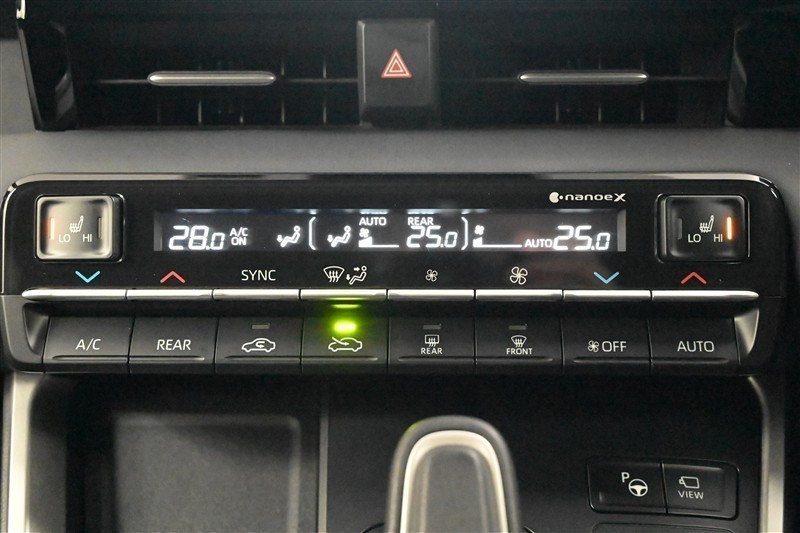 nanoeX
LO HI
28.0 A/C ON
AUTO REAR 25.0
AUTO 25.0
LO HI
SYNC
A/C
REAR
REAR
FRONT
OFF
AUTO
P
VIEW